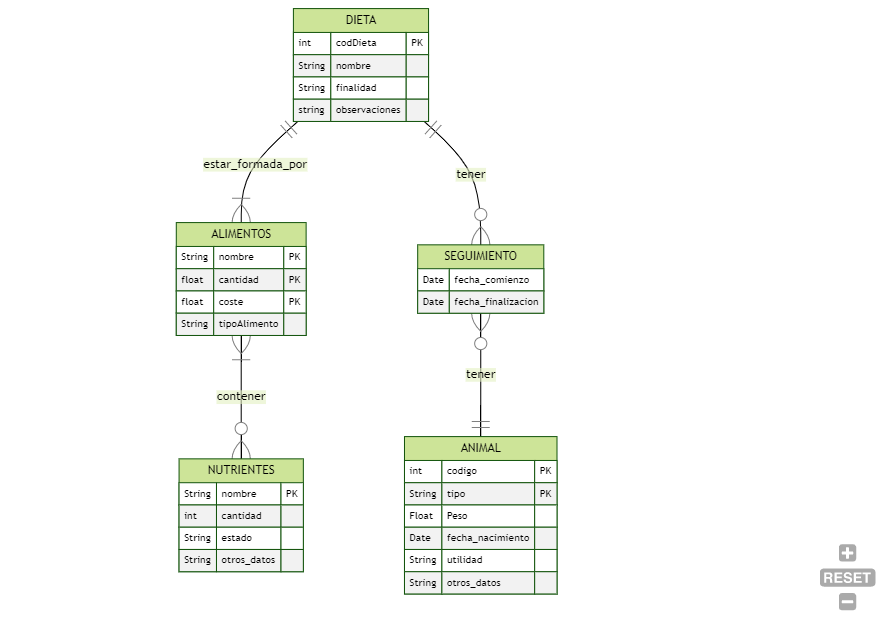 DIETA
int codDieta PK
String nombre
String finalidad
string observaciones
estar_formada_por
tener
ALIMENTOS
String nombre PK
float cantidad PK
float coste PK
String tipoAlimento
SEGUIMIENTO
Date fecha_comienzo
Date fecha_finalizacion
contener
tener
NUTRIENTES
String nombre PK
int cantidad
String estado
String otros_datos
ANIMAL
int codigo PK
String tipo PK
Float Peso
Date fecha_nacimiento
String utilidad
String otros_datos
RESET